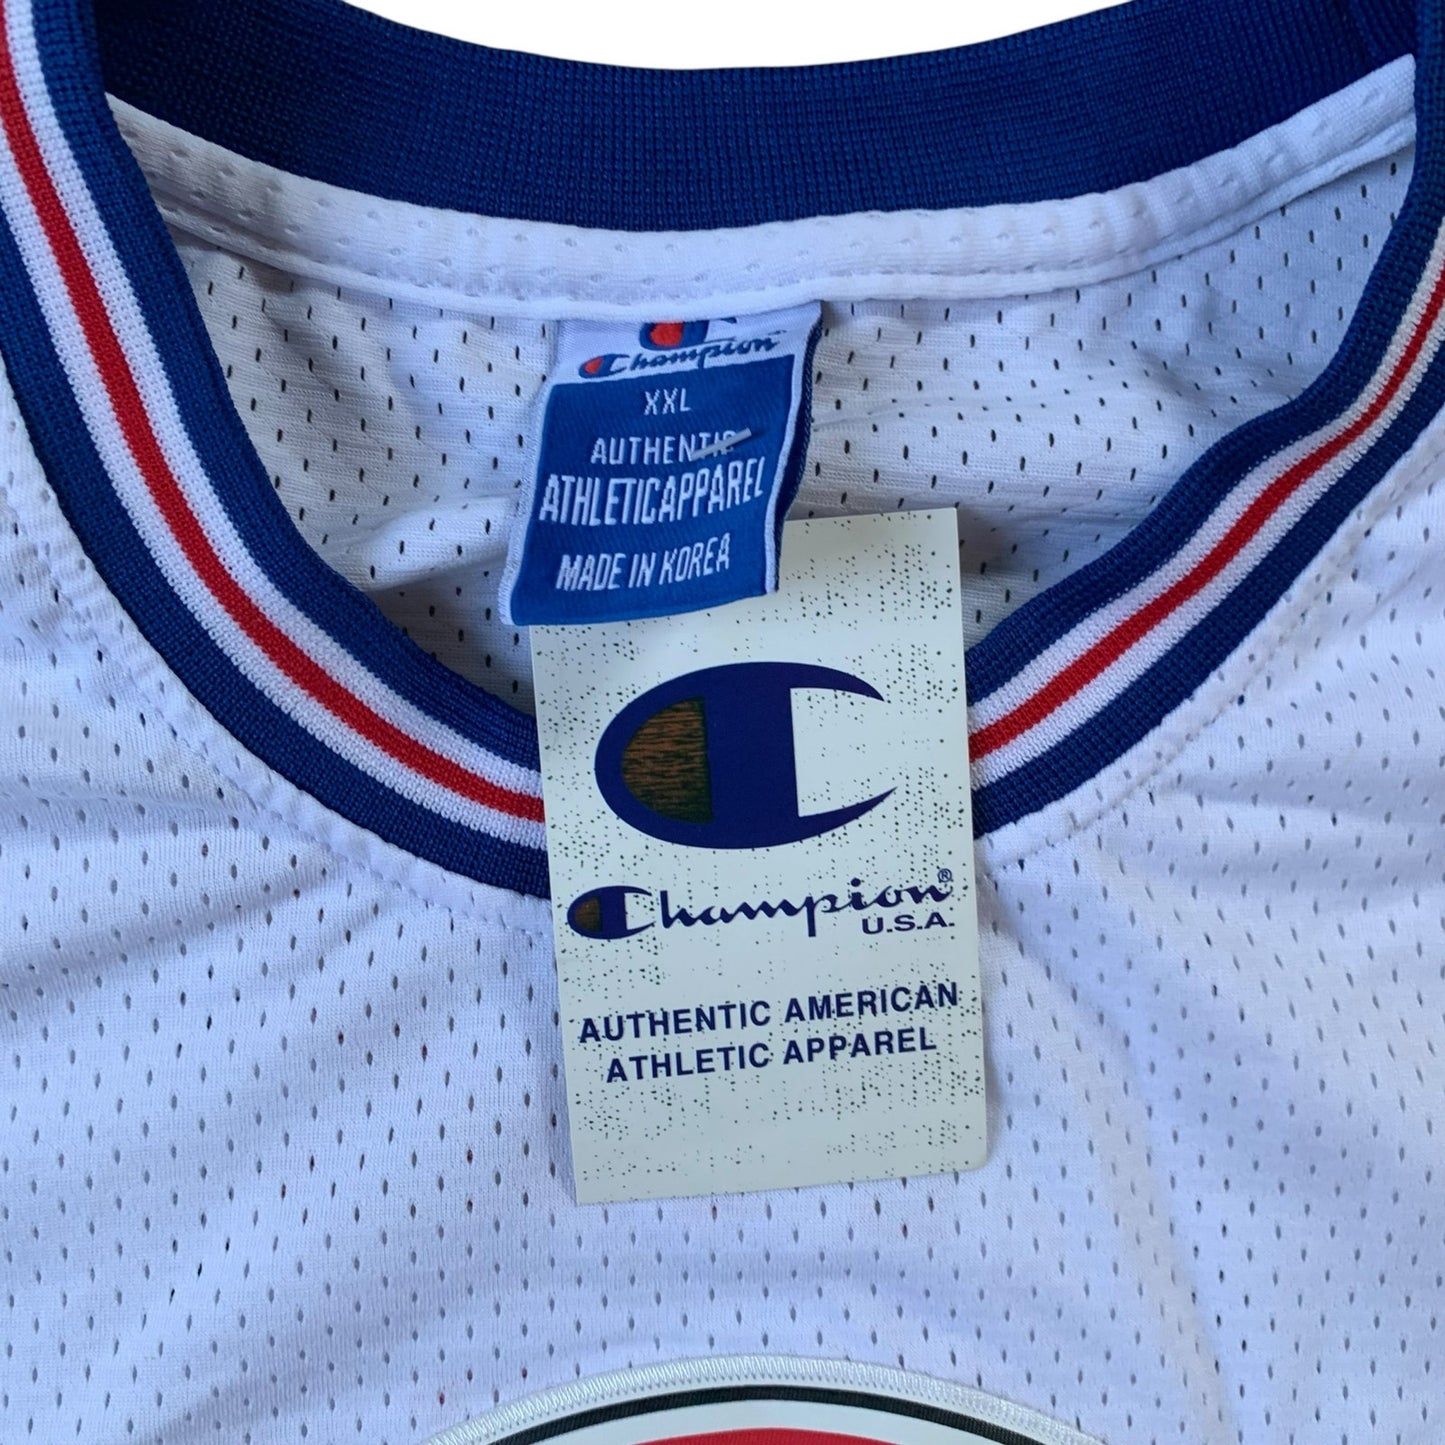 Champion
XXL
AUTHENTIC
ATHLETICAPPAREL
MADE IN KOREA
Champion®
U.S.A.
AUTHENTIC AMERICAN
ATHLETIC APPAREL